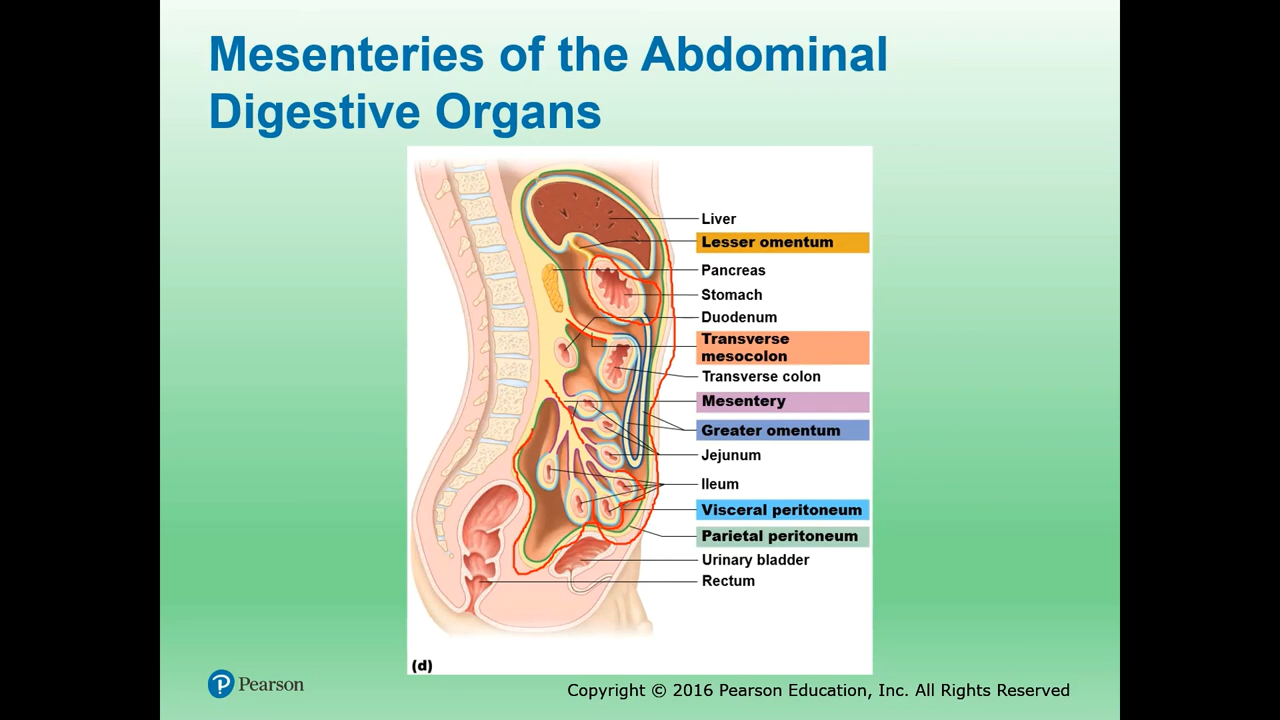 Mesenteries of the Abdominal
Digestive Organs
Liver
Lesser omentum
Pancreas
Stomach
Duodenum
Transverse
mesocolon
Transverse colon
Mesentery
Greater omentum
Jejunum
Ileum
Visceral peritoneum
Parietal peritoneum
Urinary bladder
Rectum
(d)
Pearson
Copyright © 2016 Pearson Education, Inc. All Rights Reserved